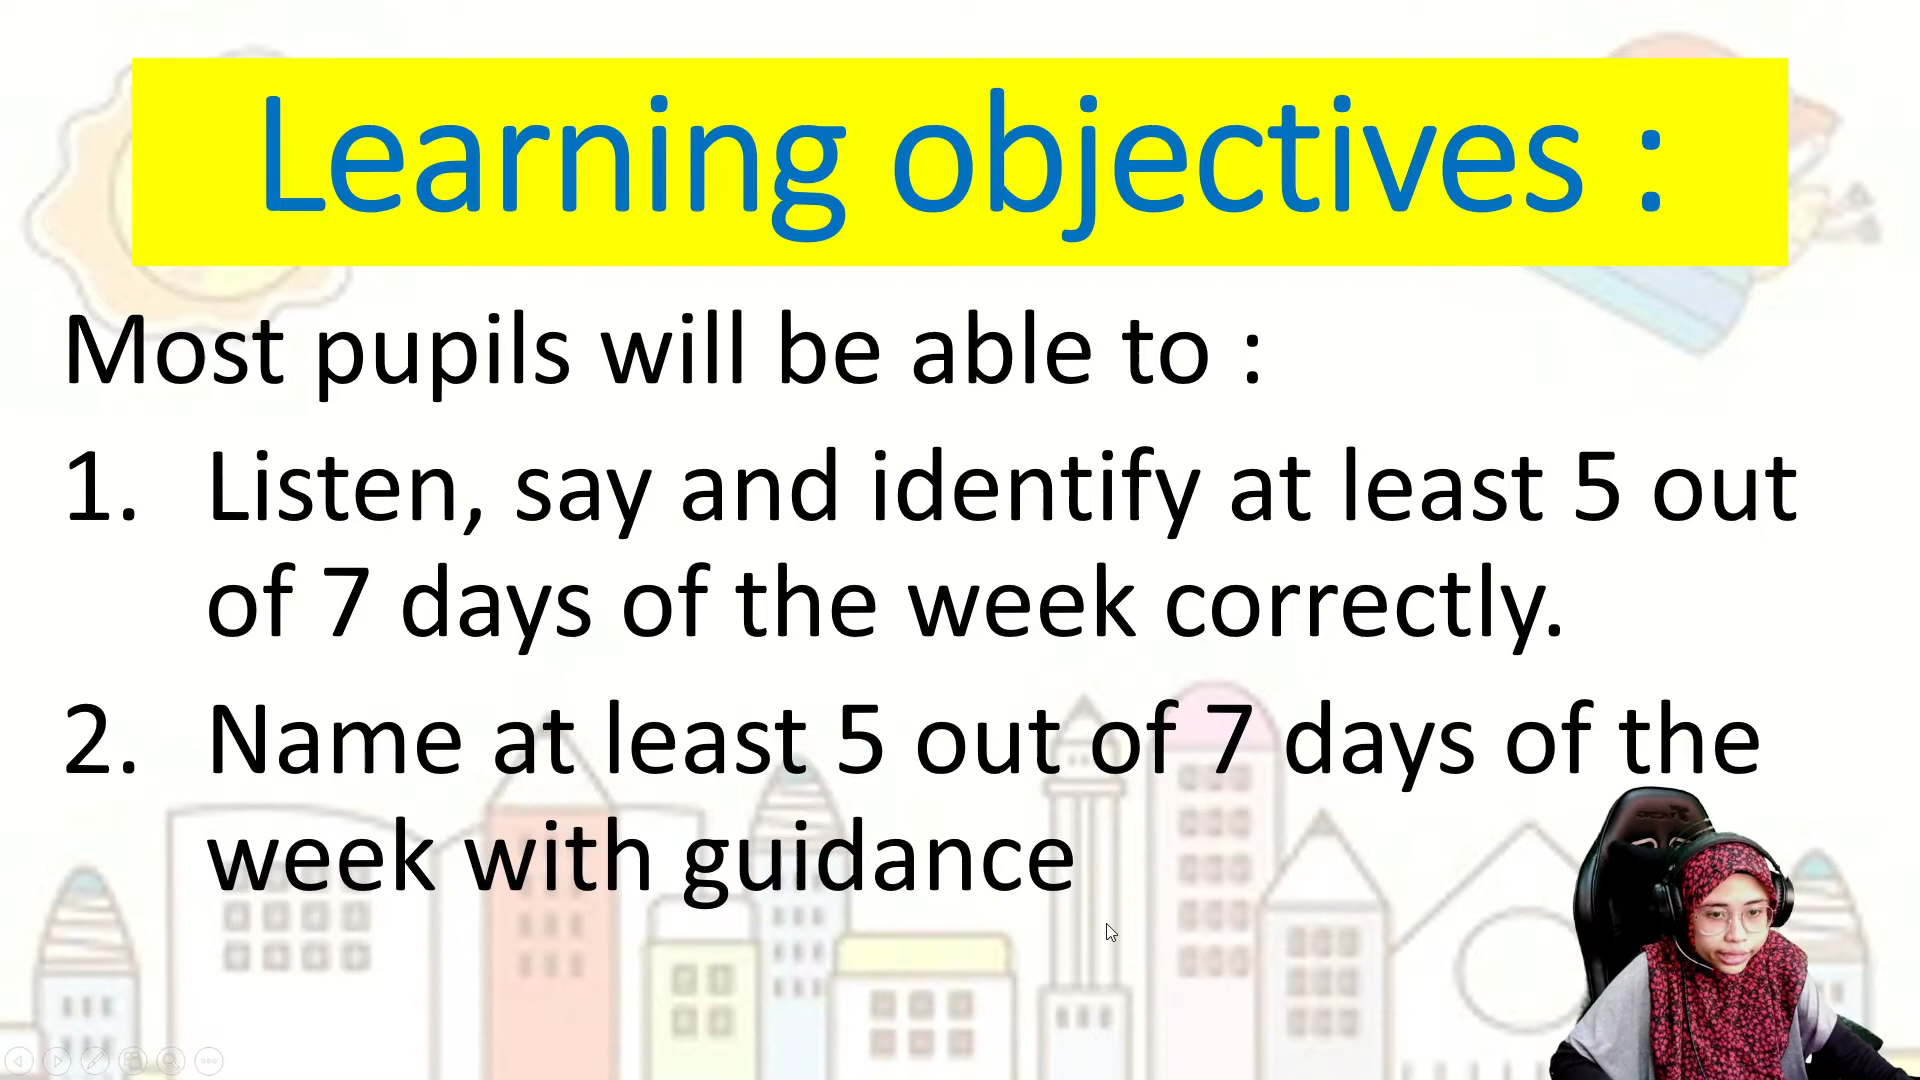 Learning objectives :
Most pupils will be able to :
1. Listen, say and identify at least 5 out
of 7 days of the week correctly.
2. Name at least 5 out of 7 days of the
week with guidance